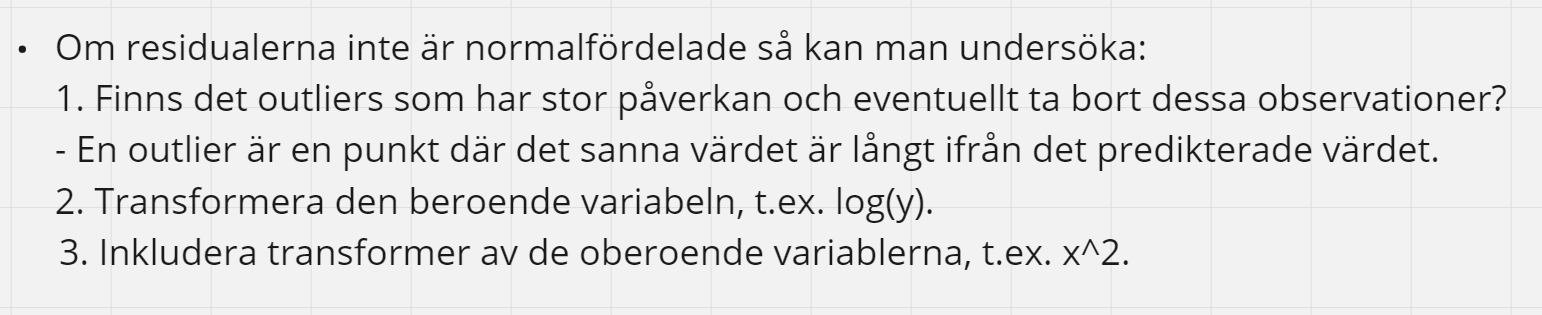 • Om residualerna inte är normalfördelade så kan man undersöka:
1. Finns det outliers som har stor påverkan och eventuellt ta bort dessa observationer?
- En outlier är en punkt där det sanna värdet är långt ifrån det predikterade värdet.
2. Transformera den beroende variabeln, t.ex. log(y).
3. Inkludera transformer av de oberoende variablerna, t.ex. x^2.